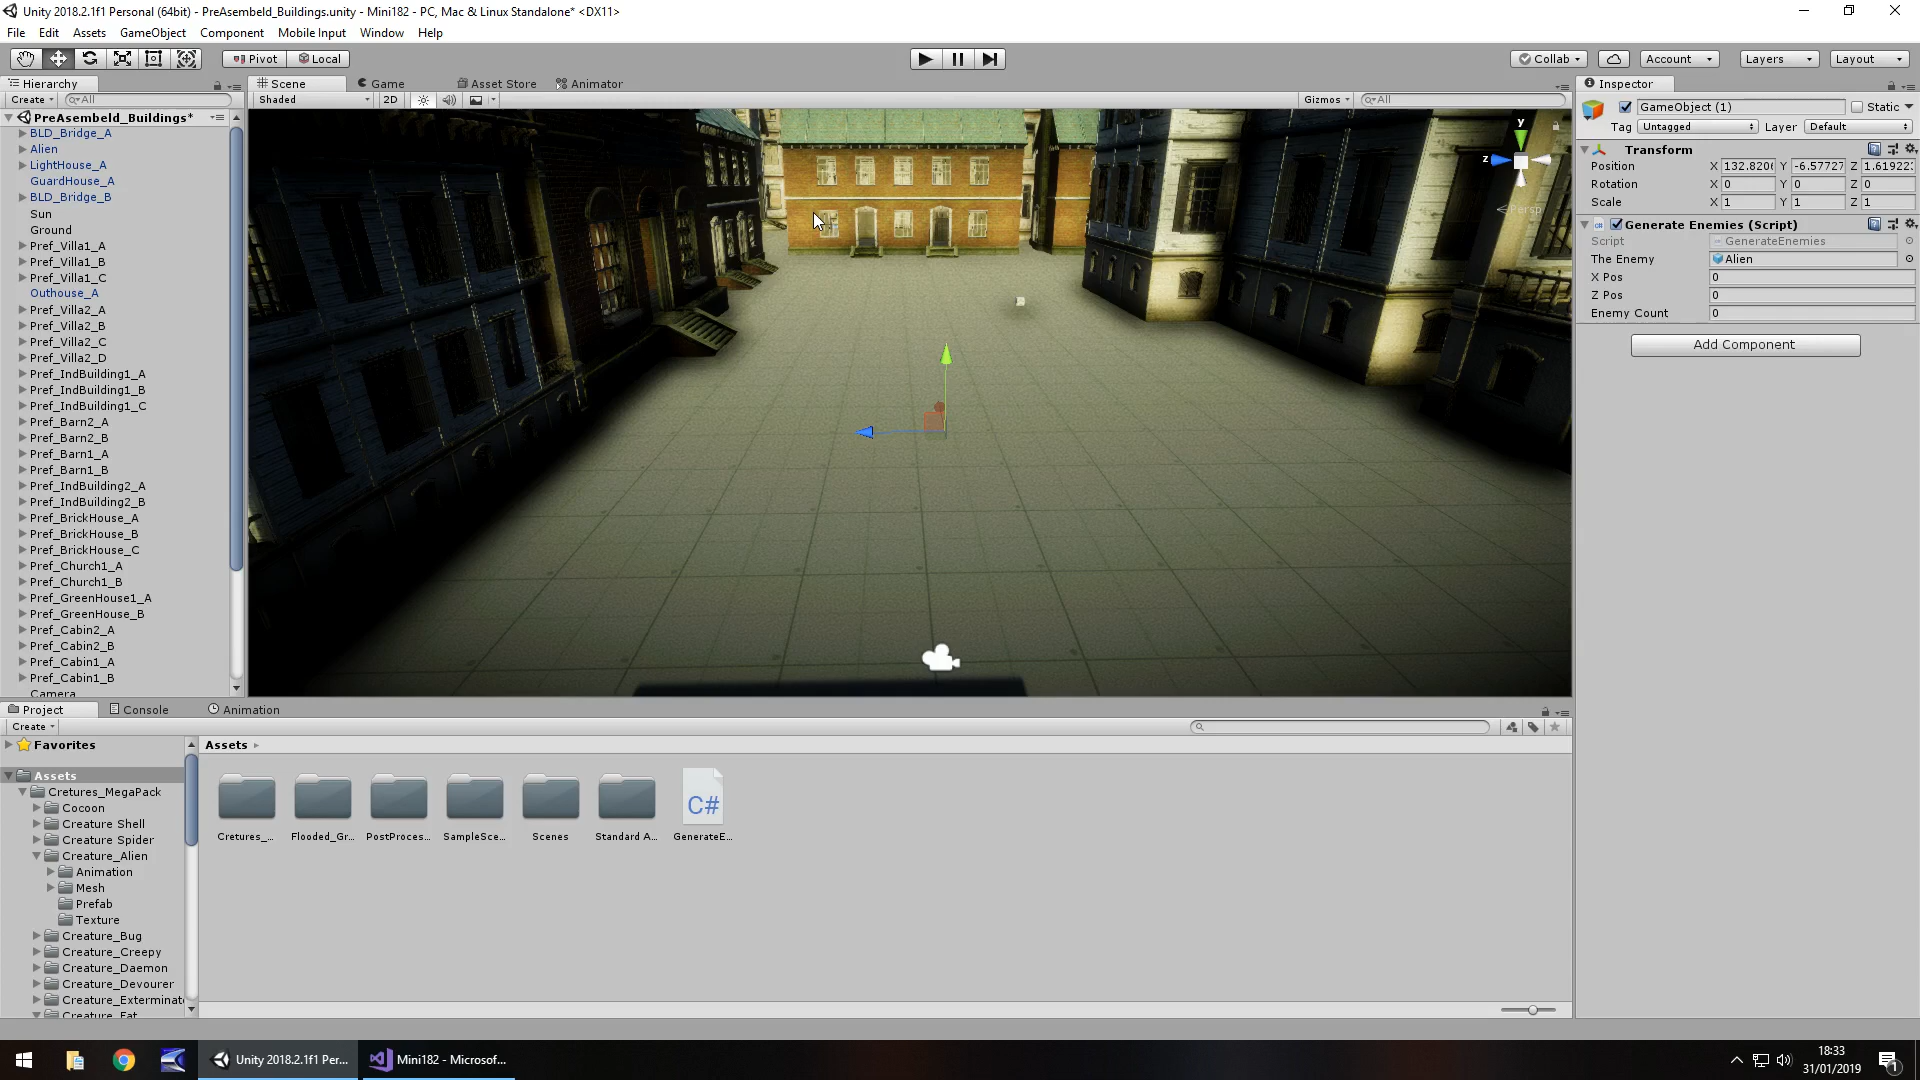 Unity 2018.2.1f1 Personal (64bit) - PreAsembeld_Buildings.unity - Mini182 - PC, Mac & Linux Standalone* <DX11>
File Edit Assets GameObject Component Mobile Input Window Help
Pivot Local Collab Account Layers Layout
Hierarchy Scene Game Asset Store Animator Inspector
Create All Shaded 2D Gizmos All
PreAsembeld_Buildings*
BLD_Bridge_A
Alien
LightHouse_A
GuardHouse_A
BLD_Bridge_B
Sun
Ground
Pref_Villa1_A
Pref_Villa1_B
Pref_Villa1_C
Outhouse_A
Pref_Villa2_A
Pref_Villa2_B
Pref_Villa2_C
Pref_Villa2_D
Pref_IndBuilding1_A
Pref_IndBuilding1_B
Pref_IndBuilding1_C
Pref_Barn2_A
Pref_Barn2_B
Pref_Barn1_A
Pref_Barn1_B
Pref_IndBuilding2_A
Pref_IndBuilding2_B
Pref_BrickHouse_A
Pref_BrickHouse_B
Pref_BrickHouse_C
Pref_Church1_A
Pref_Church1_B
Pref_GreenHouse1_A
Pref_GreenHouse_B
Pref_Cabin2_A
Pref_Cabin2_B
Pref_Cabin1_A
Pref_Cabin1_B
Camera
y
z
Persp
GameObject (1) Static
Tag Untagged Layer Default
Transform
Position X 132.820 Y -6.57727 Z 1.61922
Rotation X 0 Y 0 Z 0
Scale X 1 Y 1 Z 1
Generate Enemies (Script)
Script GenerateEnemies
The Enemy Alien
X Pos 0
Z Pos 0
Enemy Count 0
Add Component
Project Console Animation
Create
Favorites
Assets
Cretures_MegaPack
Cocoon
Creature Shell
Creature Spider
Creature_Alien
Animation
Mesh
Prefab
Texture
Creature_Bug
Creature_Creepy
Creature_Daemon
Creature_Devourer
Creature_Exterminat
Creature_Fat
Assets
C#
Cretures_... Flooded_Gr... PostProces... SampleSce... Scenes Standard A... GenerateE...
Unity 2018.2.1f1 Per... Mini182 - Microsof...
18:33
31/01/2019
1